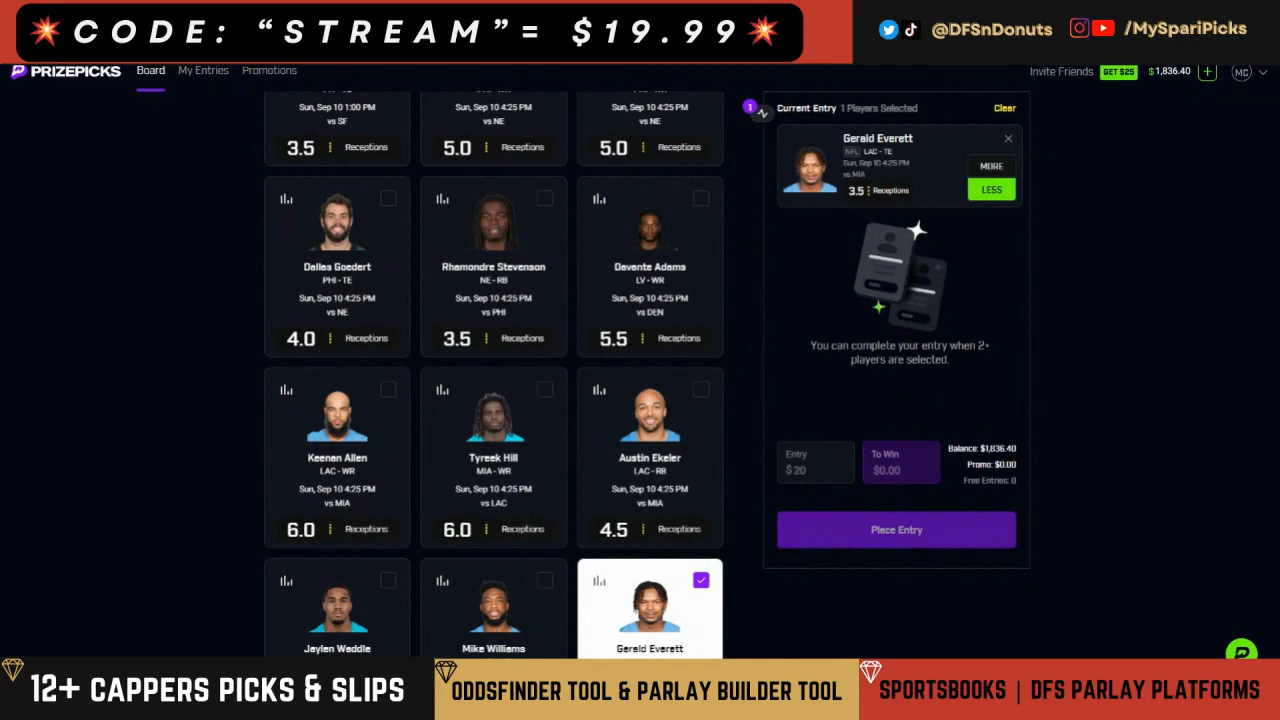 CODE: “STREAM”= $19.99
@DFSnDonuts
/MySpariPicks
PRIZEPICKS
Board
My Entries
Promotions
Invite Friends
GET $25
$1,836.40
MC
Sun, Sep 10 1:00 PM
vs SF
3.5 Receptions
Sun, Sep 10 4:25 PM
vs NE
5.0 Receptions
Sun, Sep 10 4:25 PM
vs NE
5.0 Receptions
Dallas Goedert
PHI - TE
Sun, Sep 10 4:25 PM
vs NE
4.0 Receptions
Rhamondre Stevenson
NE - RB
Sun, Sep 10 4:25 PM
vs PHI
3.5 Receptions
Davante Adams
LV - WR
Sun, Sep 10 4:25 PM
vs DEN
5.5 Receptions
Keenan Allen
LAC - WR
Sun, Sep 10 4:25 PM
vs MIA
6.0 Receptions
Tyreek Hill
MIA - WR
Sun, Sep 10 4:25 PM
vs LAC
6.0 Receptions
Austin Ekeler
LAC - RB
Sun, Sep 10 4:25 PM
vs MIA
4.5 Receptions
Jaylen Waddle
Mike Williams
Gerald Everett
1
Current Entry 1 Players Selected
Clear
Gerald Everett
NFL LAC - TE
Sun, Sep 10 4:25 PM
vs MIA
3.5 Receptions
MORE
LESS
You can complete your entry when 2+
players are selected.
Entry
$ 20
To Win
$0.00
Balance: $1,836.40
Promo: $0.00
Free Entries: 0
Place Entry
12+ CAPPERS PICKS & SLIPS
ODDSFINDER TOOL & PARLAY BUILDER TOOL
SPORTSBOOKS | DFS PARLAY PLATFORMS